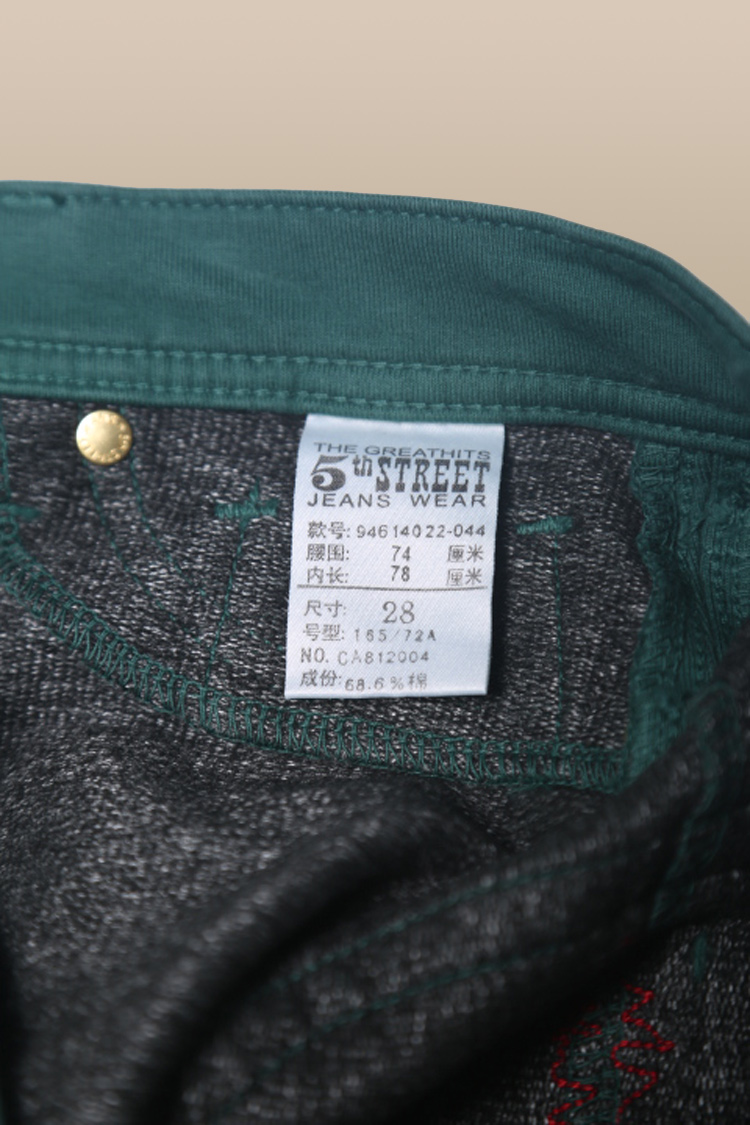 THE GREATHITS
5th STREET
JEANS WEAR
款号: 94614022-044
腰围: 74 厘米
内长: 78 厘米
尺寸: 28
号型: 165/72A
NO. CA812004
成份: 68.6%棉